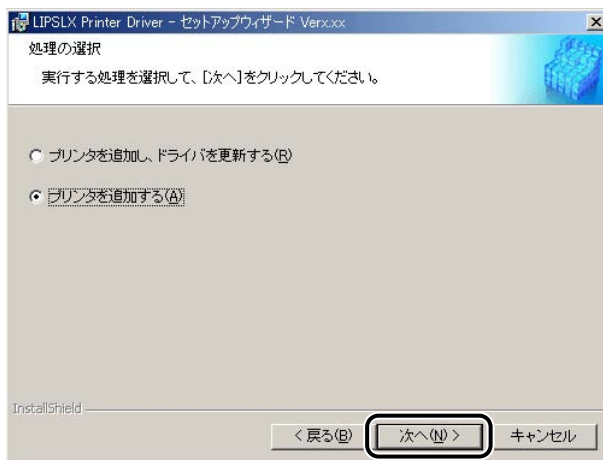 LIPSLX Printer Driver - セットアップウィザード Verx.xx
処理の選択
実行する処理を選択して、[次へ]をクリックしてください。
プリンタを追加し、ドライバを更新する(R)
プリンタを追加する(A)
InstallShield
< 戻る(B)
次へ(N) >
キャンセル